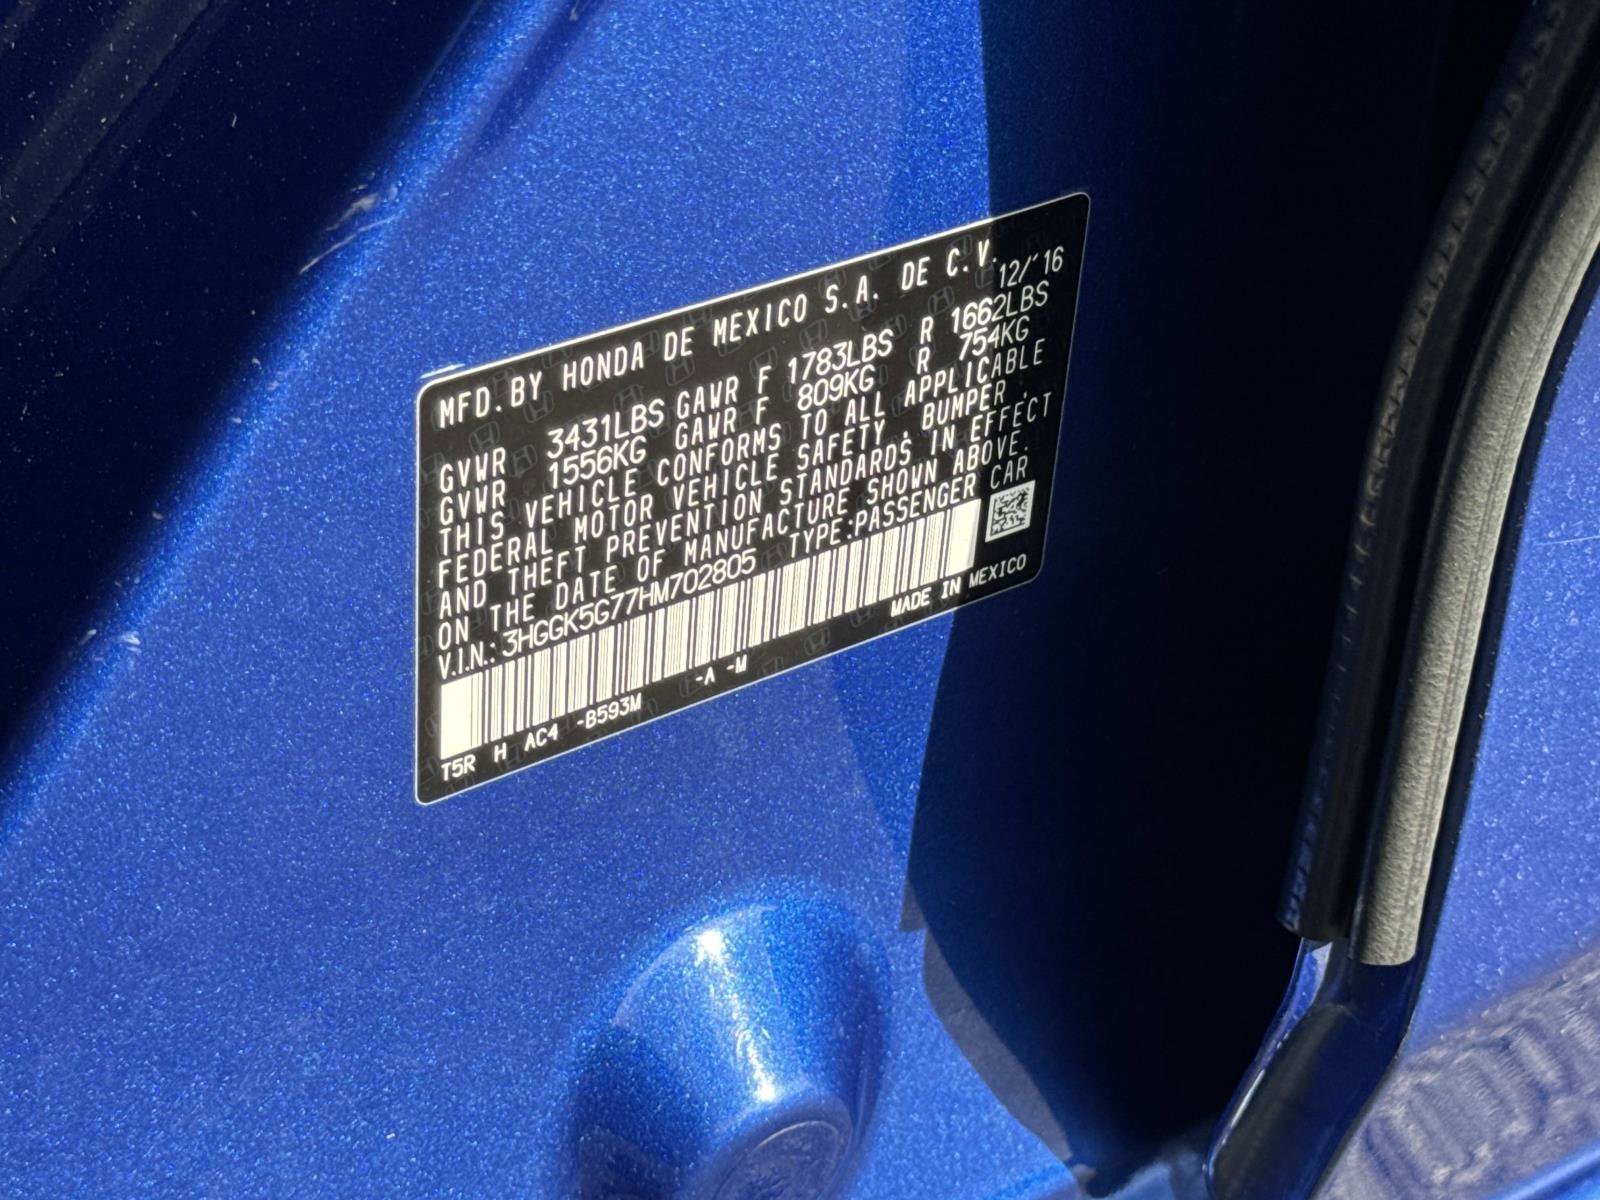 MFD. BY HONDA DE MEXICO S.A. DE C.V.
12/'16
GVWR 3431LBS GAWR F 1783LBS R 1662LBS
GVWR 1556KG GAWR F 809KG R 754KG
THIS VEHICLE CONFORMS TO ALL APPLICABLE
FEDERAL MOTOR VEHICLE SAFETY , BUMPER ,
AND THEFT PREVENTION STANDARDS IN EFFECT
ON THE DATE OF MANUFACTURE SHOWN ABOVE.
V.I.N.: 3HGGK5G77HM702805 TYPE:PASSENGER CAR
MADE IN MEXICO
T5R H AC4 -B593M -A -M